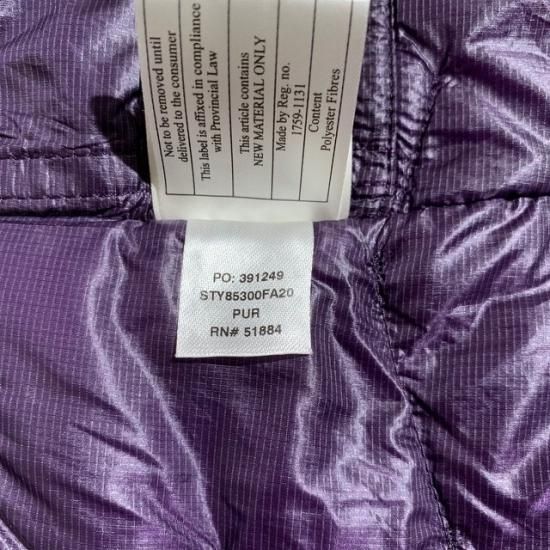 Not to be removed until
delivered to the consumer
This label is affixed in compliance
with Provincial Law
This article contains
NEW MATERIAL ONLY
Made by Reg. no.
1759-1131
Content
Polyester Fibres
PO: 391249
STY85300FA20
PUR
RN# 51884